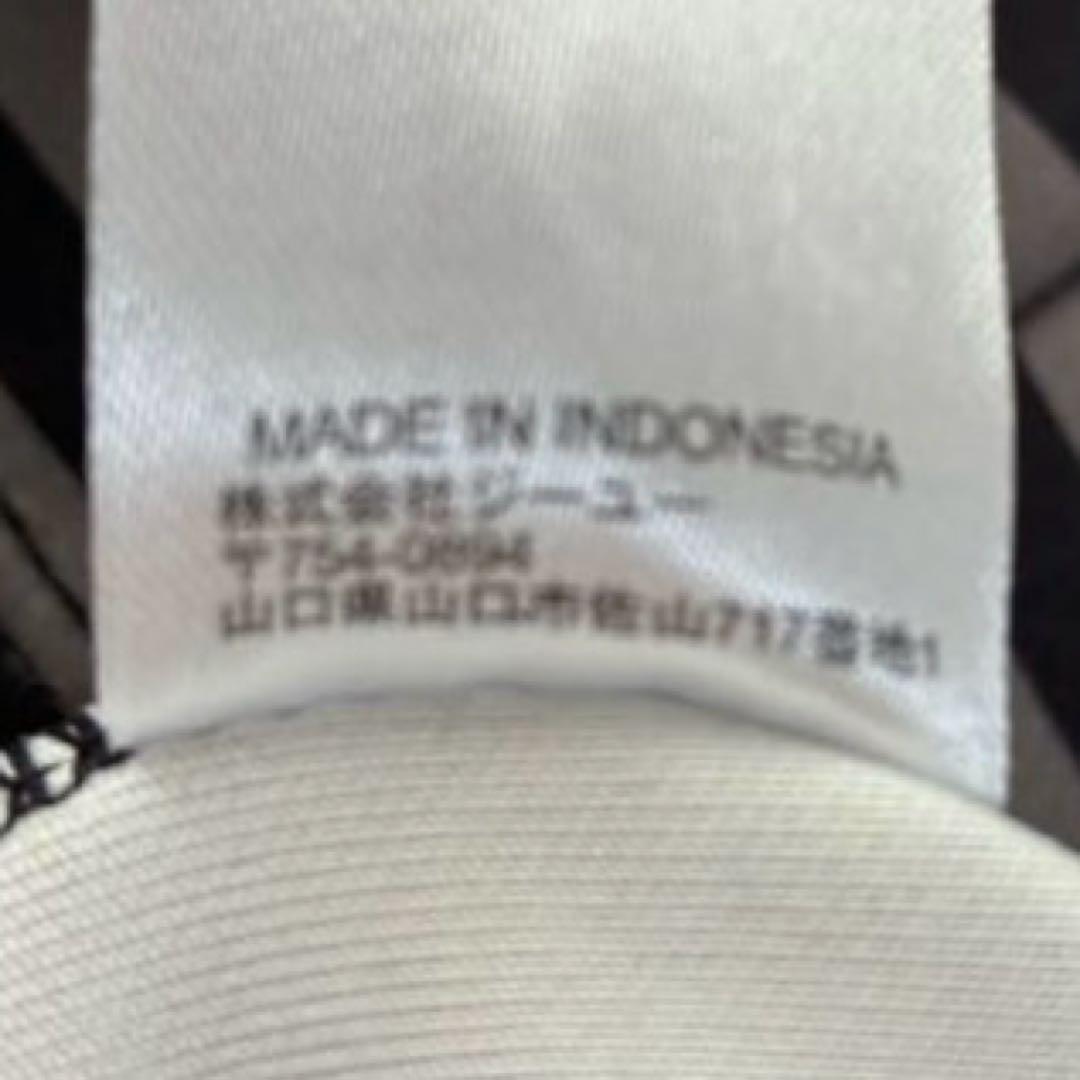 MADE IN INDONESIA
株式会社ジーユー
〒754-0894
山口県山口市佐山717番地1